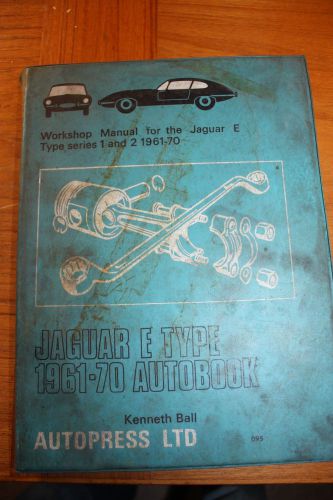 Workshop Manual for the Jaguar E
Type series 1 and 2 1961-70
JAGUAR E TYPE
1961-70 AUTOBOOK
Kenneth Ball
AUTOPRESS LTD
095